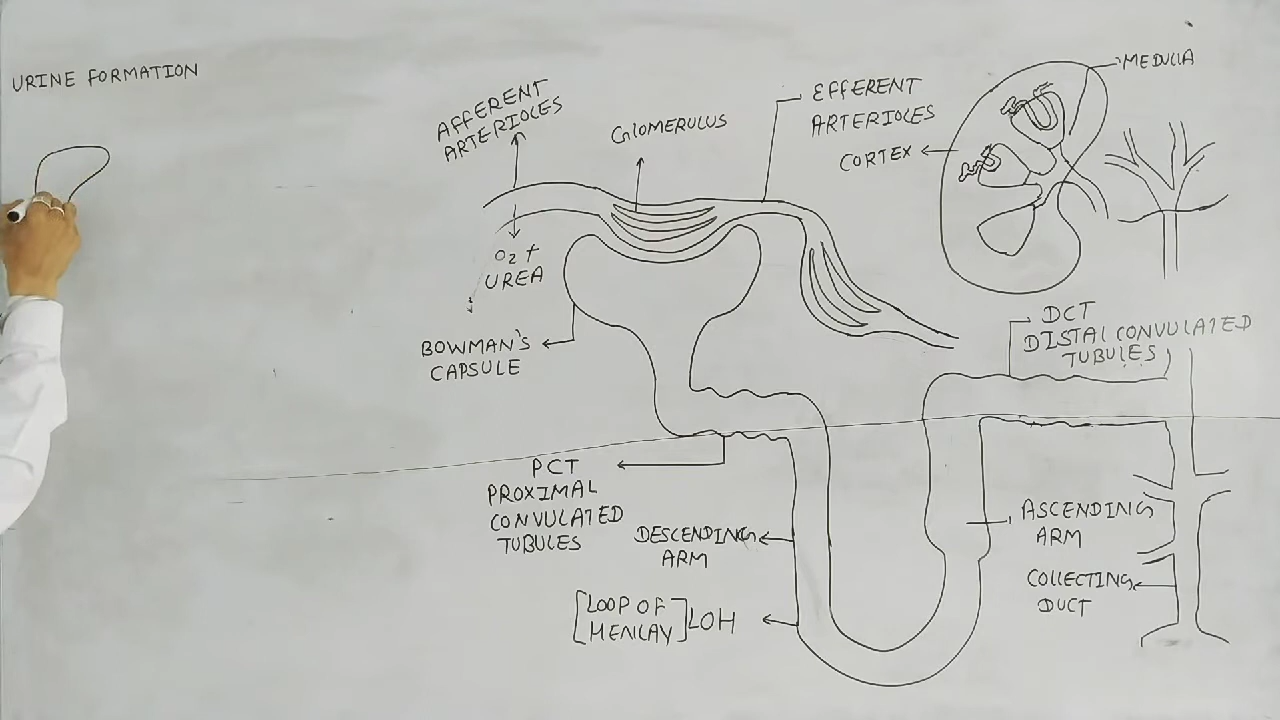 URINE FORMATION
AFFERENT
ARTERIOLES
GLOMERULUS
EFFERENT
ARTERIOLES
CORTEX
MEDULLA
O2 +
UREA
BOWMAN'S
CAPSULE
DCT
DISTAL CONVULATED
TUBULES
PCT
PROXIMAL
CONVULATED
TUBULES
DESCENDING
ARM
ASCENDING
ARM
COLLECTING
DUCT
[LOOP OF
MENLAY] LOH